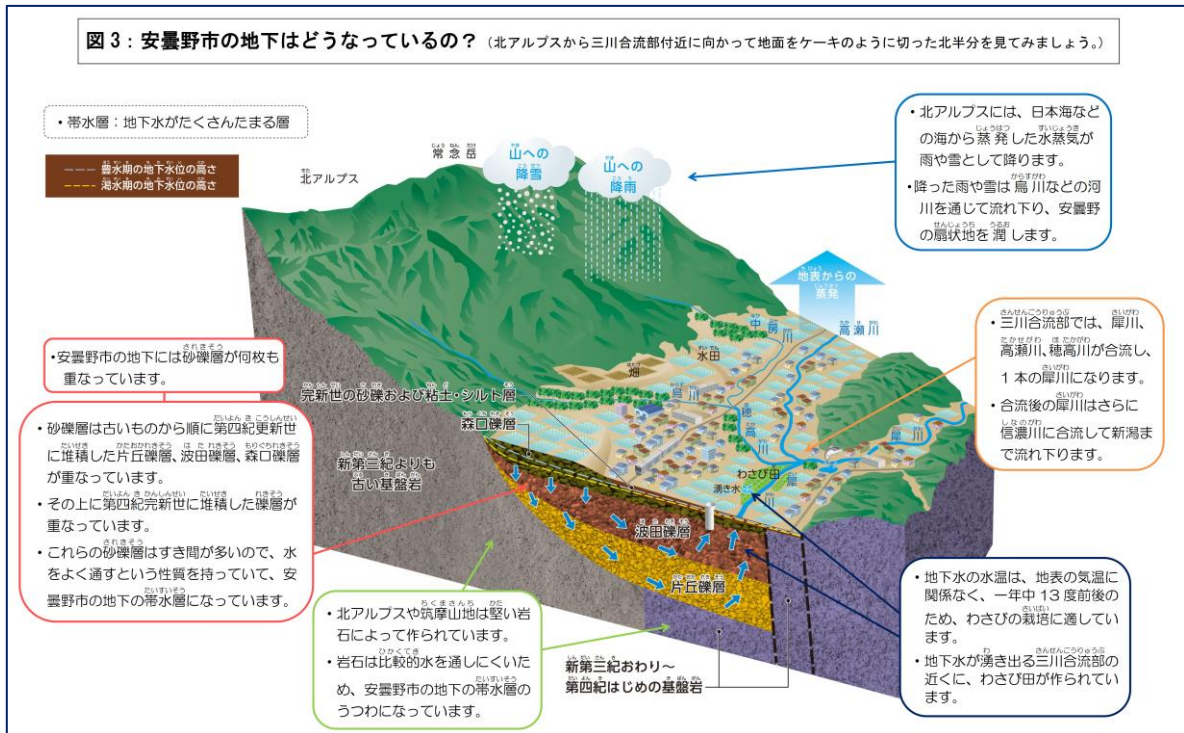 図3：安曇野市の地下はどうなっているの？（北アルプスから三川合流部付近に向かって地面をケーキのように切った北半分を見てみましょう。）
・帯水層：地下水がたくさんたまる層
豊水期の地下水位の高さ
渇水期の地下水位の高さ
北アルプス
常念岳
山への
降雪
山への
降雨
・北アルプスには、日本海など
の海から蒸発した水蒸気が
雨や雪として降ります。
・降った雨や雪は烏川などの河
川を通じて流れ下り、安曇野
の扇状地を潤します。
地表からの
蒸発
中房川
高瀬川
水田
畑
烏川
穂高川
犀川
わさび田
湧き水
犀川
・三川合流部では、犀川、
高瀬川、穂高川が合流し、
1本の犀川になります。
・合流後の犀川はさらに
信濃川に合流して新潟ま
で流れ下ります。
・安曇野市の地下には砂礫層が何枚も
重なっています。
・砂礫層は古いものから順に第四紀更新世
に堆積した片丘礫層、波田礫層、森口礫層
が重なっています。
・その上に第四紀完新世に堆積した礫層が
重なっています。
・これらの砂礫層はすき間が多いので、水
をよく通すという性質を持っていて、安
曇野市の地下の帯水層になっています。
完新世の砂礫および粘土・シルト層
森口礫層
新第三紀よりも
古い基盤岩
波田礫層
片丘礫層
・北アルプスや筑摩山地は堅い岩
石によって作られています。
・岩石は比較的水を通しにくいた
め、安曇野市の地下の帯水層の
うつわになっています。
新第三紀おわり～
第四紀はじめの基盤岩
・地下水の水温は、地表の気温に
関係なく、一年中13度前後の
ため、わさびの栽培に適してい
ます。
・地下水が湧き出る三川合流部の
近くに、わさび田が作られてい
ます。